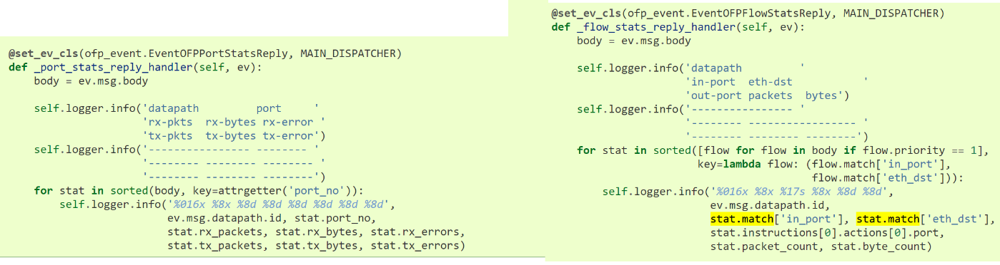 @set_ev_cls(ofp_event.EventOFPPortStatsReply, MAIN_DISPATCHER)
def _port_stats_reply_handler(self, ev):
    body = ev.msg.body

    self.logger.info('datapath         port     '
                     'rx-pkts  rx-bytes rx-error '
                     'tx-pkts  tx-bytes tx-error')
    self.logger.info('---------------- -------- '
                     '-------- -------- -------- '
                     '-------- -------- --------')
    for stat in sorted(body, key=attrgetter('port_no')):
        self.logger.info('%016x %8x %8d %8d %8d %8d %8d %8d',
                         ev.msg.datapath.id, stat.port_no,
                         stat.rx_packets, stat.rx_bytes, stat.rx_errors,
                         stat.tx_packets, stat.tx_bytes, stat.tx_errors)
@set_ev_cls(ofp_event.EventOFPFlowStatsReply, MAIN_DISPATCHER)
def _flow_stats_reply_handler(self, ev):
    body = ev.msg.body

    self.logger.info('datapath         '
                     'in-port  eth-dst           '
                     'out-port packets  bytes')
    self.logger.info('---------------- '
                     '-------- ----------------- '
                     '-------- -------- --------')
    for stat in sorted([flow for flow in body if flow.priority == 1],
                       key=lambda flow: (flow.match['in_port'],
                                         flow.match['eth_dst'])):
        self.logger.info('%016x %8x %17s %8x %8d %8d',
                         ev.msg.datapath.id,
                         stat.match['in_port'], stat.match['eth_dst'],
                         stat.instructions[0].actions[0].port,
                         stat.packet_count, stat.byte_count)